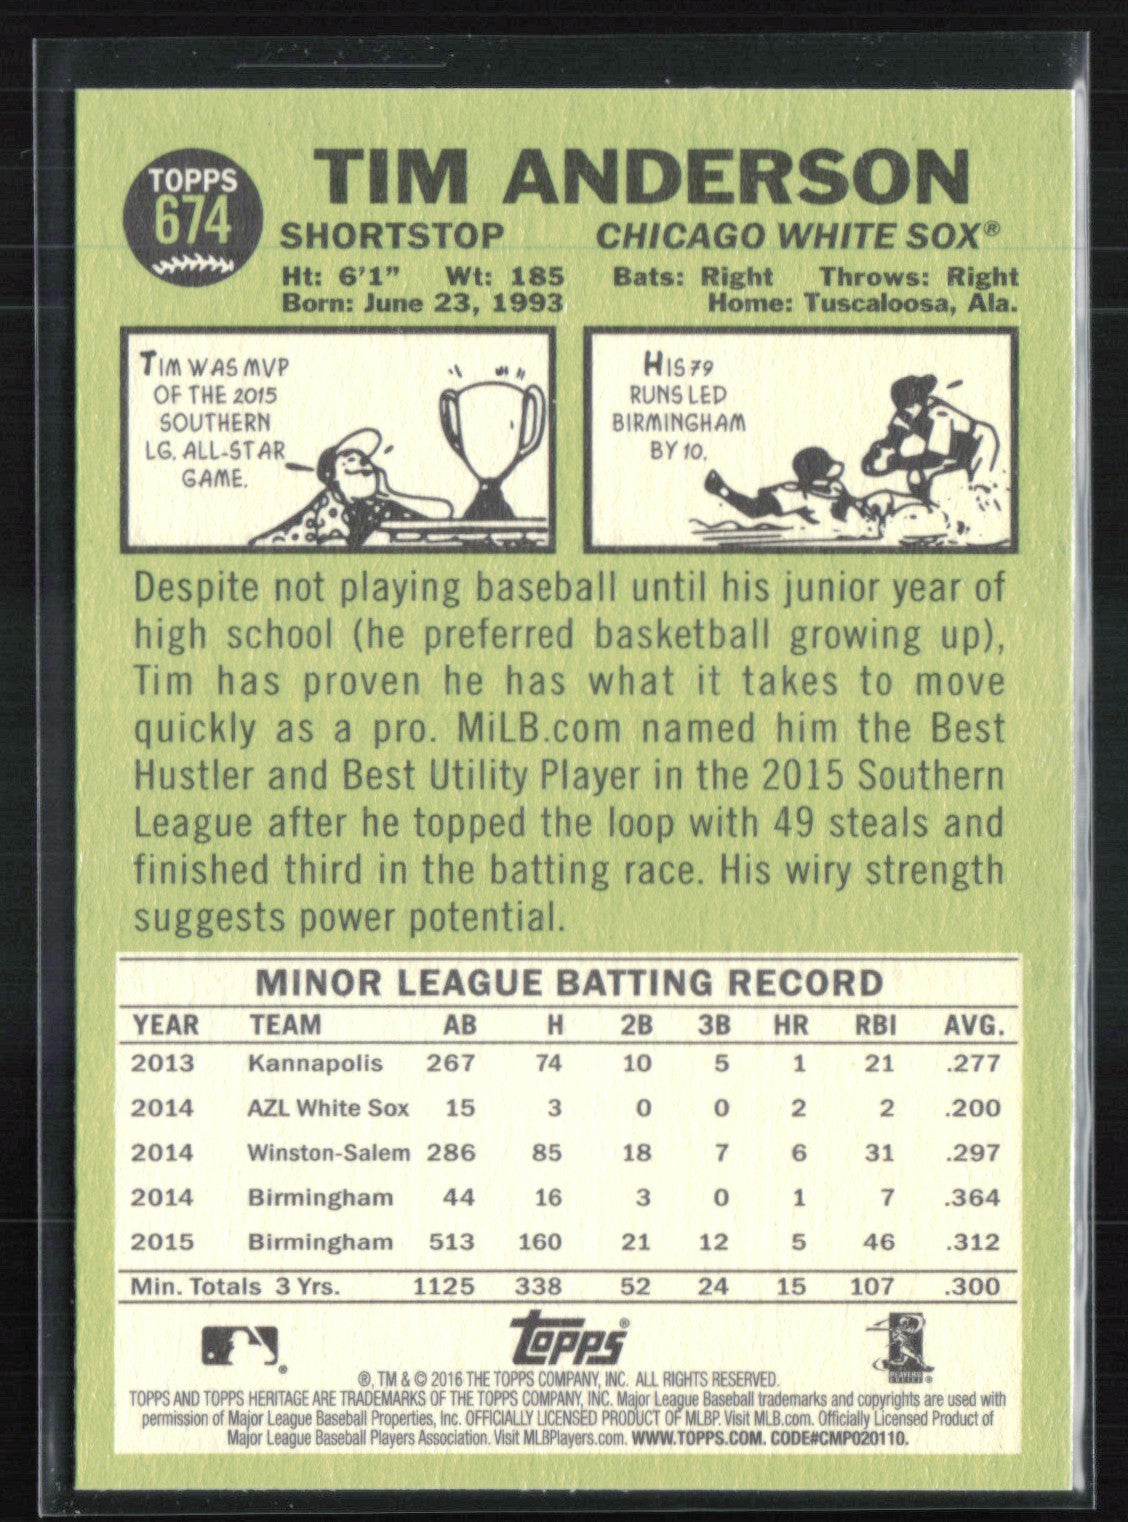 TOPPS
674
TIM ANDERSON
SHORTSTOP CHICAGO WHITE SOX®
Ht: 6'1" Wt: 185 Bats: Right Throws: Right
Born: June 23, 1993 Home: Tuscaloosa, Ala.
TIM WAS MVP
OF THE 2015
SOUTHERN
LG. ALL-STAR
GAME.
HIS 79
RUNS LED
BIRMINGHAM
BY 10.
Despite not playing baseball until his junior year of
high school (he preferred basketball growing up),
Tim has proven he has what it takes to move
quickly as a pro. MiLB.com named him the Best
Hustler and Best Utility Player in the 2015 Southern
League after he topped the loop with 49 steals and
finished third in the batting race. His wiry strength
suggests power potential.
MINOR LEAGUE BATTING RECORD
YEAR TEAM AB H 2B 3B HR RBI AVG.
2013 Kannapolis 267 74 10 5 1 21 .277
2014 AZL White Sox 15 3 0 0 2 2 .200
2014 Winston-Salem 286 85 18 7 6 31 .297
2014 Birmingham 44 16 3 0 1 7 .364
2015 Birmingham 513 160 21 12 5 46 .312
Min. Totals 3 Yrs. 1125 338 52 24 15 107 .300
topps®
®, TM & © 2016 THE TOPPS COMPANY, INC. ALL RIGHTS RESERVED.
TOPPS AND TOPPS HERITAGE ARE TRADEMARKS OF THE TOPPS COMPANY, INC. Major League Baseball trademarks and copyrights are used with
permission of Major League Baseball Properties, Inc. OFFICIALLY LICENSED PRODUCT OF MLBP. Visit MLB.com. Officially Licensed Product of
Major League Baseball Players Association. Visit MLBPlayers.com. WWW.TOPPS.COM. CODE#CMP020110.